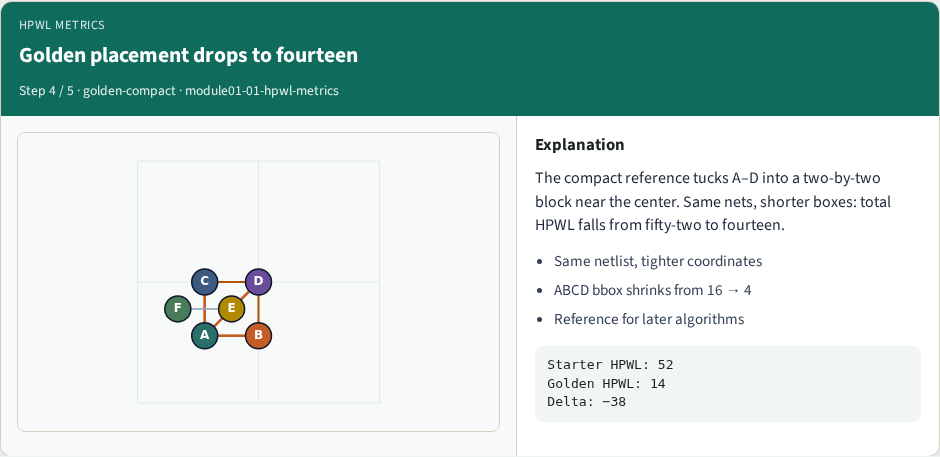 HPWL METRICS
Golden placement drops to fourteen
Step 4 / 5 · golden-compact · module01-01-hpwl-metrics
C
D
F
E
A
B
Explanation
The compact reference tucks A–D into a two-by-two
block near the center. Same nets, shorter boxes: total
HPWL falls from fifty-two to fourteen.
• Same netlist, tighter coordinates
• ABCD bbox shrinks from 16 → 4
• Reference for later algorithms
Starter HPWL: 52
Golden HPWL: 14
Delta: −38